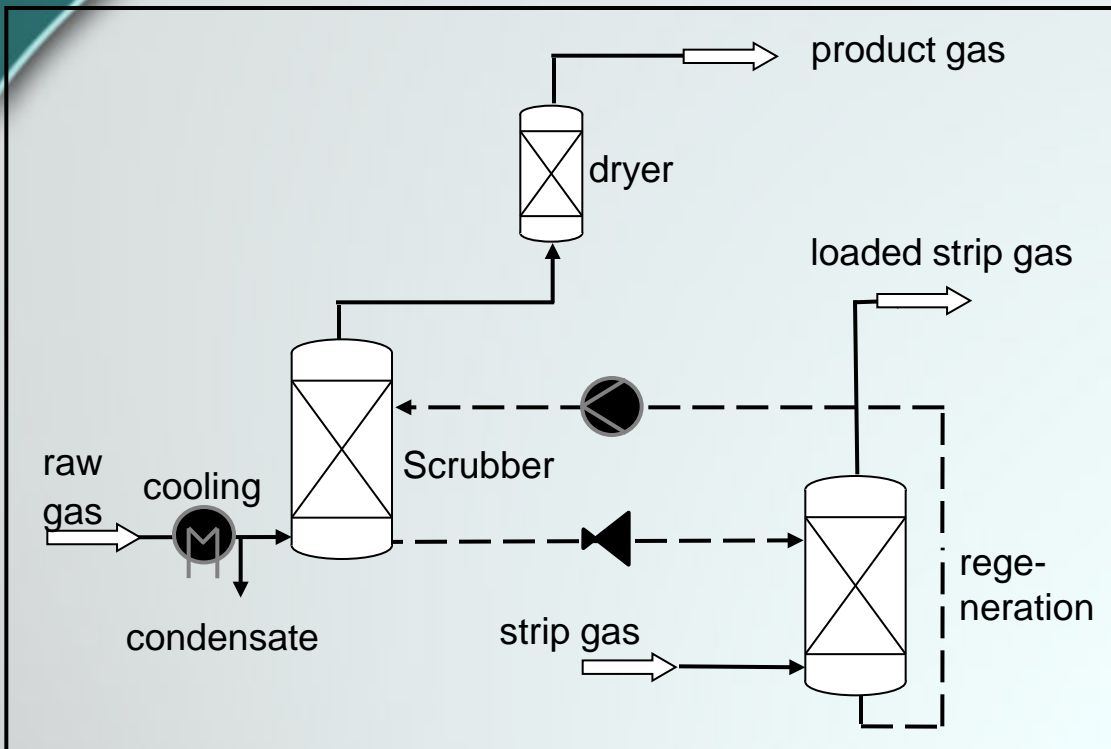 product gas
dryer
loaded strip gas
raw
gas
cooling
Scrubber
condensate
strip gas
rege-
neration